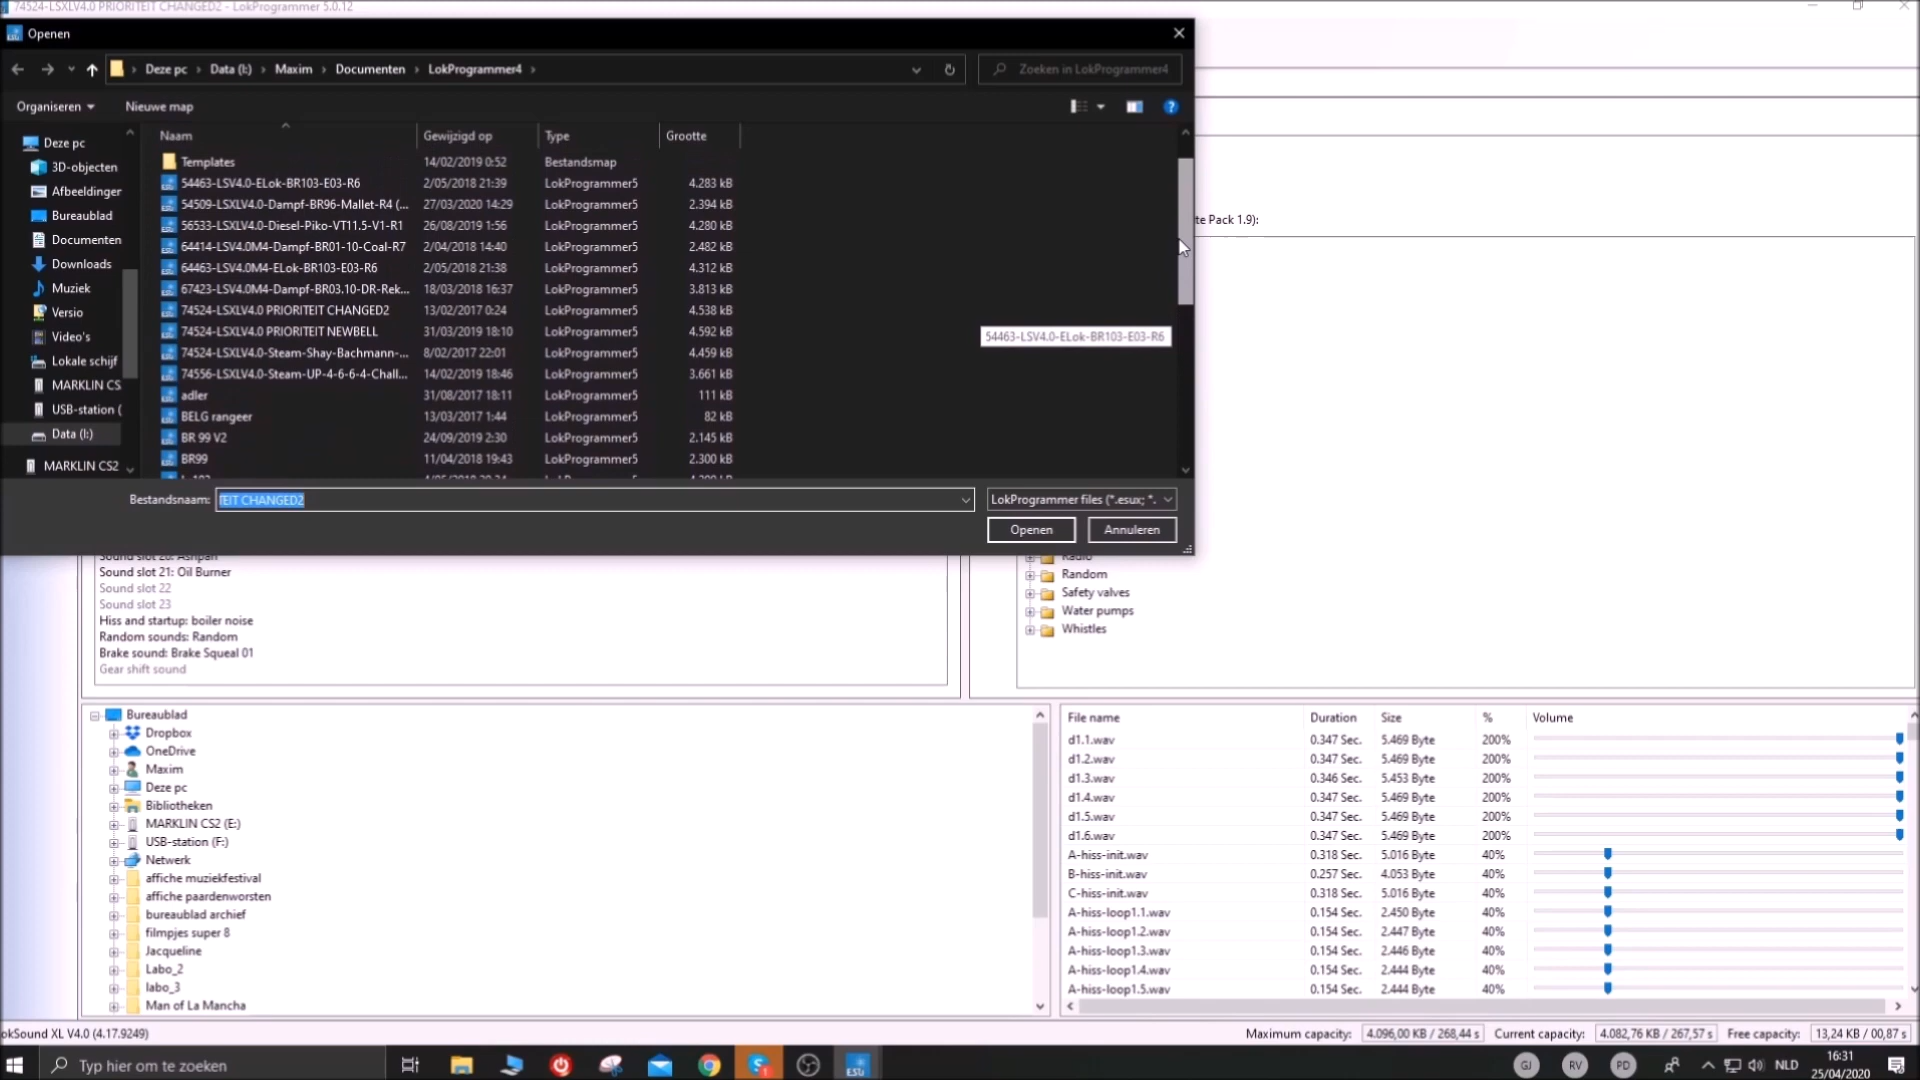 74524-LSXLV4.0 PRIORITEIT CHANGED2 - LokProgrammer 5.0.12
Openen
Deze pc
Data (I:)
Maxim
Documenten
LokProgrammer4
Zoeken in LokProgrammer4
Organiseren
Nieuwe map
Deze pc
3D-objecten
Afbeeldingen
Bureaublad
Documenten
Downloads
Muziek
Versio
Video's
Lokale schijf
MARKLIN CS
USB-station (
Data (I:)
MARKLIN CS2
Naam Gewijzigd op Type Grootte
Templates 14/02/2019 0:52 Bestandsmap
54463-LSV4.0-ELok-BR103-E03-R6 2/05/2018 21:39 LokProgrammer5 4.283 kB
54509-LSXLV4.0-Dampf-BR96-Mallet-R4 (... 27/03/2020 14:29 LokProgrammer5 2.394 kB
56533-LSXLV4.0-Diesel-Piko-VT11.5-V1-R1 26/08/2019 1:56 LokProgrammer5 4.280 kB
64414-LSV4.0M4-Dampf-BR01-10-Coal-R7 2/04/2018 14:40 LokProgrammer5 2.482 kB
64463-LSV4.0M4-ELok-BR103-E03-R6 2/05/2018 21:38 LokProgrammer5 4.312 kB
67423-LSV4.0M4-Dampf-BR03.10-DR-Rek... 18/03/2018 16:37 LokProgrammer5 3.813 kB
74524-LSXLV4.0 PRIORITEIT CHANGED2 13/02/2017 0:24 LokProgrammer5 4.538 kB
74524-LSXLV4.0 PRIORITEIT NEWBELL 31/03/2019 18:10 LokProgrammer5 4.592 kB
74524-LSXLV4.0-Steam-Shay-Bachmann-... 8/02/2017 22:01 LokProgrammer5 4.459 kB
74556-LSXLV4.0-Steam-UP-4-6-6-4-Chall... 14/02/2019 18:46 LokProgrammer5 3.661 kB
adler 31/08/2017 18:11 LokProgrammer5 111 kB
BELG rangeer 13/03/2017 1:44 LokProgrammer5 82 kB
BR 99 V2 24/09/2019 2:30 LokProgrammer5 2.145 kB
BR99 11/04/2018 19:43 LokProgrammer5 2.300 kB
54463-LSV4.0-ELok-BR103-E03-R6
te Pack 1.9):
Bestandsnaam: TEIT CHANGED2
LokProgrammer files (*.esux; *.
Openen
Annuleren
Sound slot 20: Ashpan
Sound slot 21: Oil Burner
Sound slot 22
Sound slot 23
Hiss and startup: boiler noise
Random sounds: Random
Brake sound: Brake Squeal 01
Gear shift sound
Radio
Random
Safety valves
Water pumps
Whistles
Bureaublad
Dropbox
OneDrive
Maxim
Deze pc
Bibliotheken
MARKLIN CS2 (E:)
USB-station (F:)
Netwerk
affiche muziekfestival
affiche paardenworsten
bureaublad archief
filmpjes super 8
Jacqueline
Labo_2
labo_3
Man of La Mancha
File name Duration Size % Volume
d1.1.wav 0.347 Sec. 5.469 Byte 200%
d1.2.wav 0.347 Sec. 5.469 Byte 200%
d1.3.wav 0.346 Sec. 5.453 Byte 200%
d1.4.wav 0.347 Sec. 5.469 Byte 200%
d1.5.wav 0.347 Sec. 5.469 Byte 200%
d1.6.wav 0.347 Sec. 5.469 Byte 200%
A-hiss-init.wav 0.318 Sec. 5.016 Byte 40%
B-hiss-init.wav 0.257 Sec. 4.053 Byte 40%
C-hiss-init.wav 0.318 Sec. 5.016 Byte 40%
A-hiss-loop1.1.wav 0.154 Sec. 2.450 Byte 40%
A-hiss-loop1.2.wav 0.154 Sec. 2.447 Byte 40%
A-hiss-loop1.3.wav 0.154 Sec. 2.446 Byte 40%
A-hiss-loop1.4.wav 0.154 Sec. 2.444 Byte 40%
A-hiss-loop1.5.wav 0.154 Sec. 2.444 Byte 40%
okSound XL V4.0 (4.17.9249)
Maximum capacity: 4.096,00 KB / 268,44 s Current capacity: 4.082,76 KB / 267,57 s Free capacity: 13,24 KB / 00,87 s
Typ hier om te zoeken
ESU
GJ
RV
PD
NLD
16:31
25/04/2020